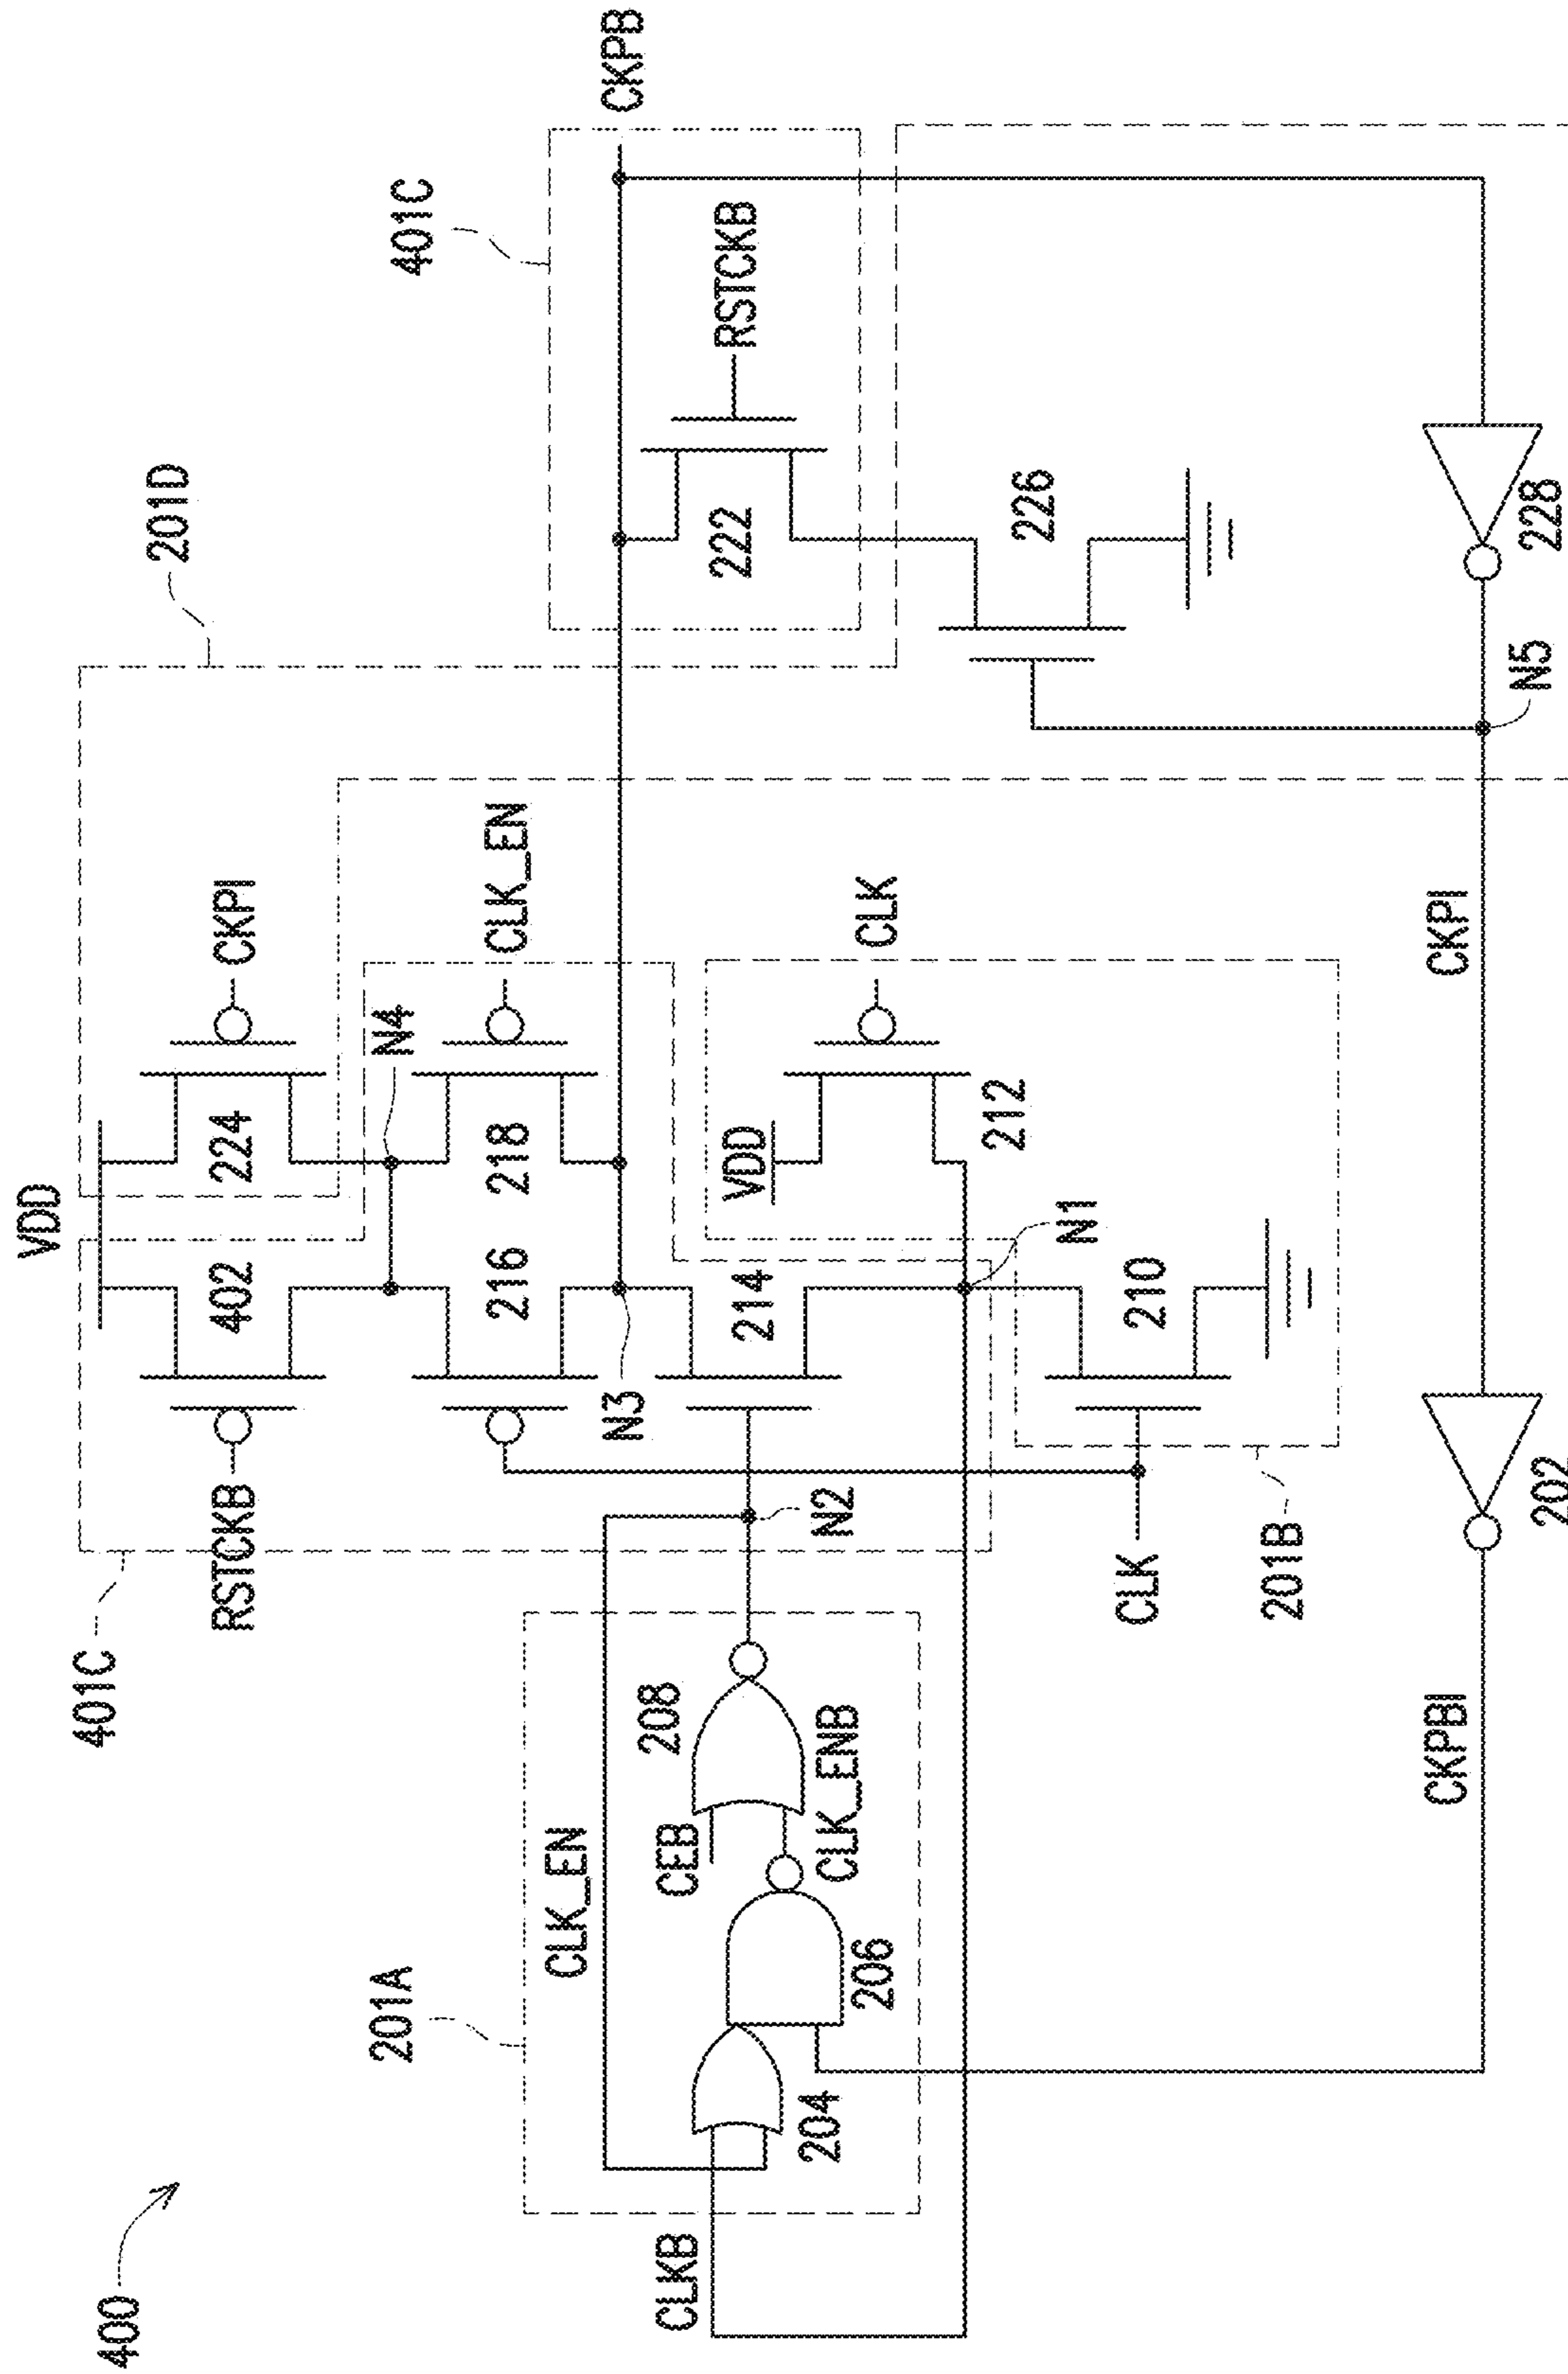 400
VDD
401C
RSTCKB
402
224
CKPI
201D
N4
216
218
CLK_EN
401C
CKPB
N3
222
RSTCKB
201A
CLK_EN
CLKB
204
206
CEB
208
CLK_ENB
N2
214
VDD
212
CLK
N1
226
CLK
210
201B
CKPBI
202
CKPI
N5
228